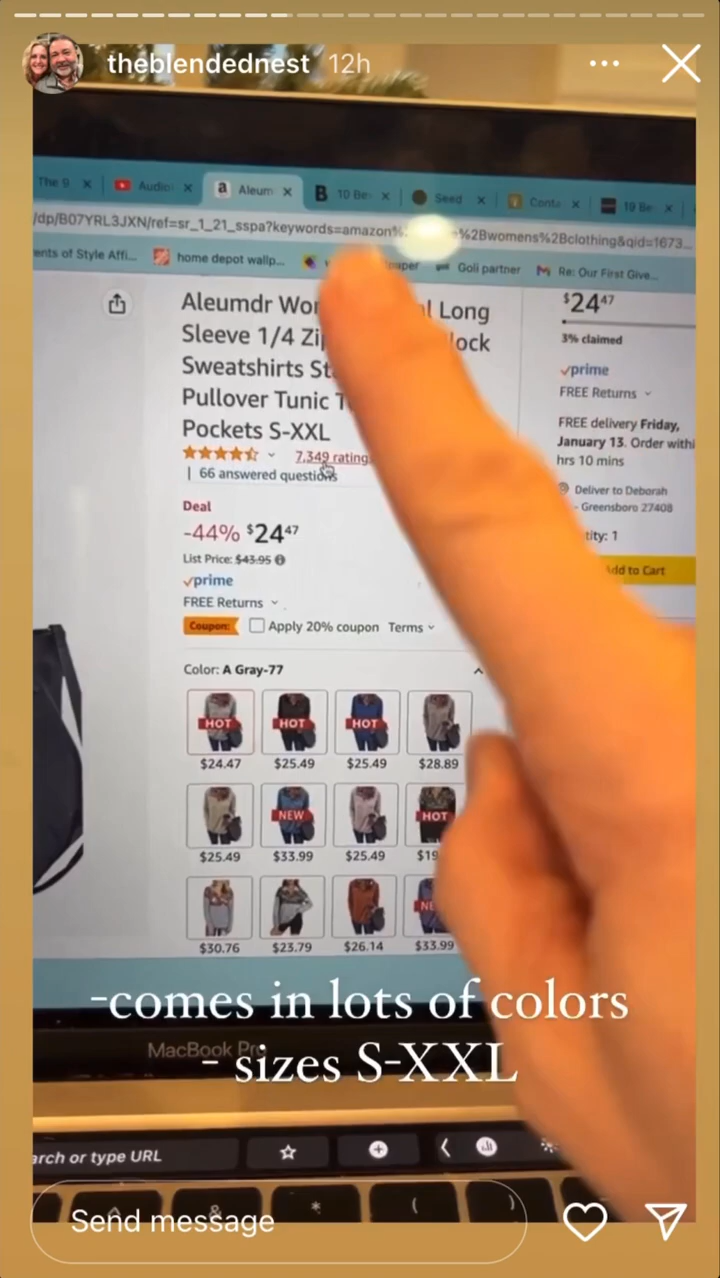 theblendednest 12h
The 9
Audio
a Aleum
B 10 Be
Seed
Conta
19 Be
/dp/B07YRL3JXN/ref=sr_1_21_sspa?keywords=amazon%
%2Bwomens%2Bclothing&qid=1673...
ents of Style Affi...
home depot wallp...
aper
Goli partner
Re: Our First Give...
Aleumdr Wo
l Long
Sleeve 1/4 Zi
lock
Sweatshirts St
Pullover Tunic T
Pockets S-XXL
7,349 rating
| 66 answered questions
Deal
-44% $24⁴⁷
List Price: $43.95
prime
FREE Returns
Coupon: Apply 20% coupon Terms
Color: A Gray-77
HOT HOT HOT
$24.47 $25.49 $25.49 $28.89
NEW HOT
$25.49 $33.99 $25.49 $19
NE
$30.76 $23.79 $26.14 $33.99
$24⁴⁷
3% claimed
prime
FREE Returns
FREE delivery Friday,
January 13. Order withi
hrs 10 mins
Deliver to Deborah
- Greensboro 27408
tity: 1
Add to Cart
-comes in lots of colors
- sizes S-XXL
MacBook Pro
arch or type URL
& * ( )
Send message